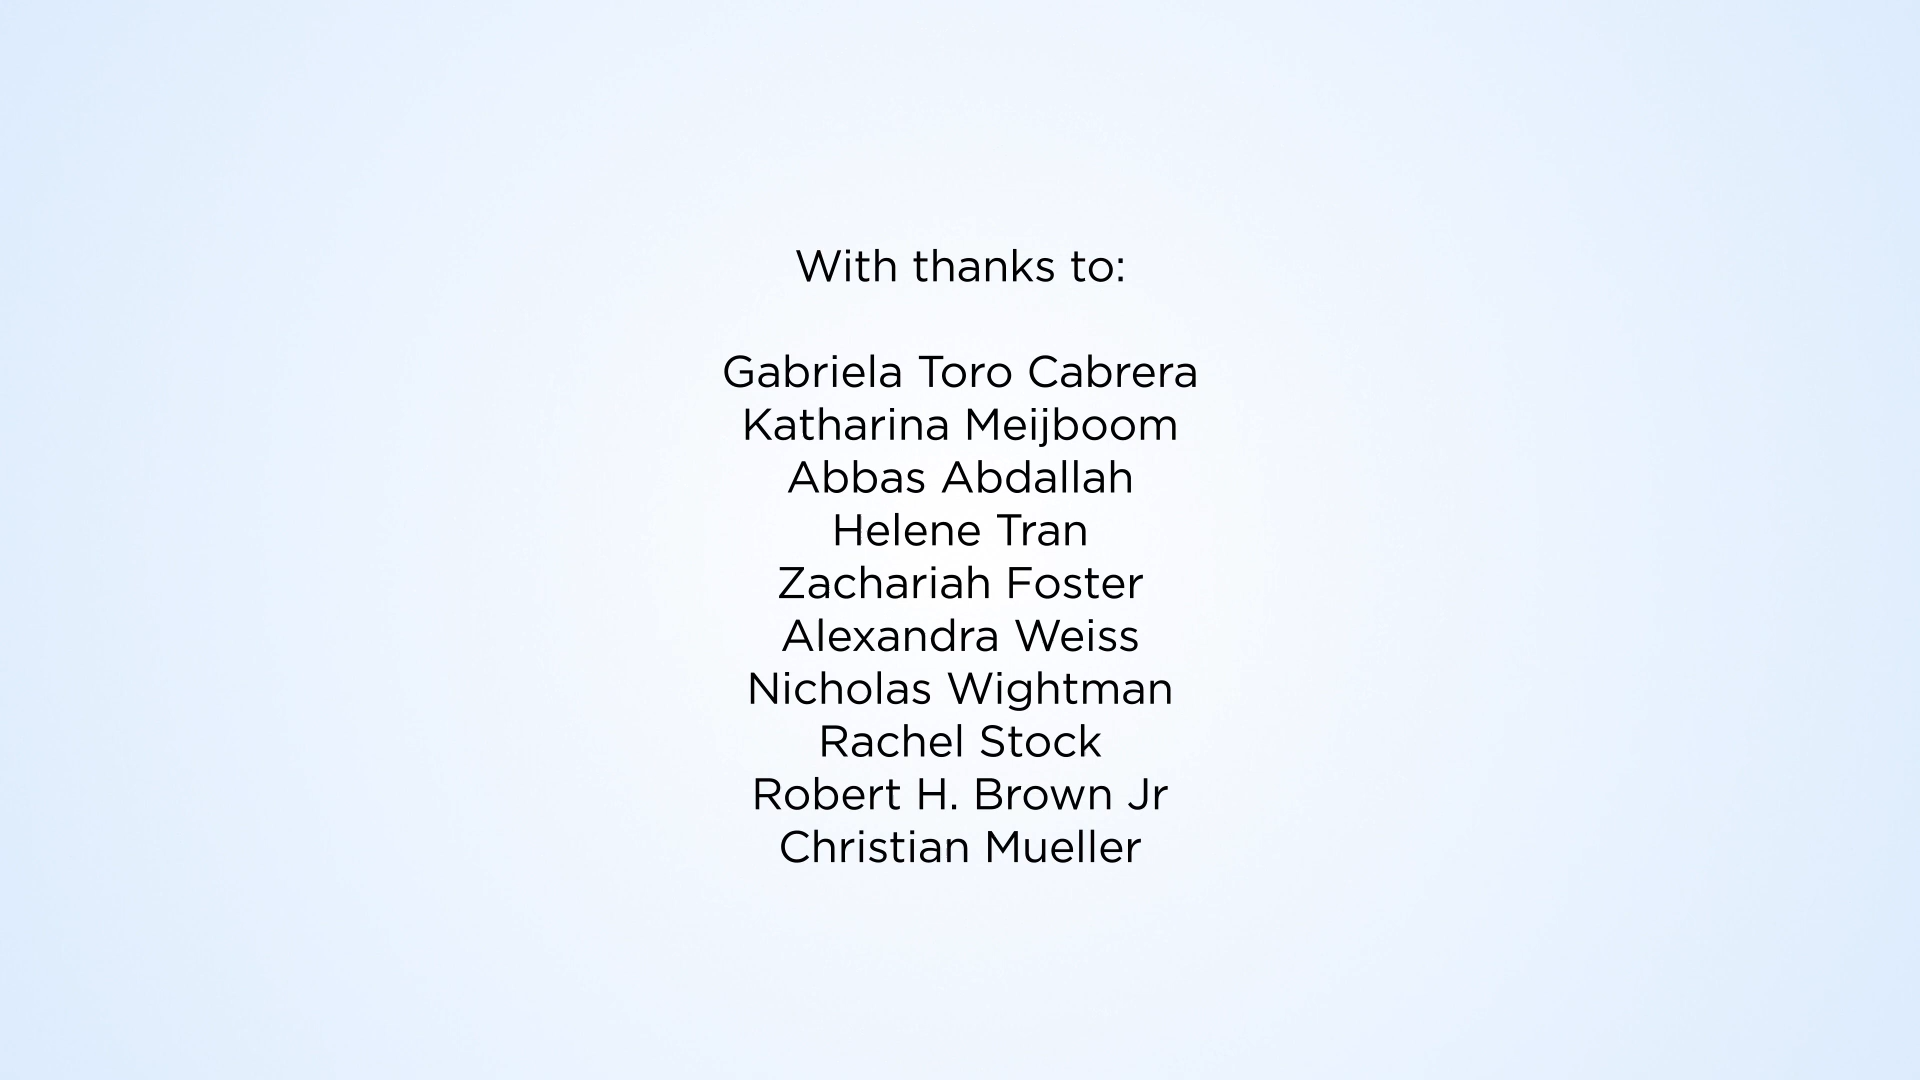 With thanks to:
Gabriela Toro Cabrera
Katharina Meijboom
Abbas Abdallah
Helene Tran
Zachariah Foster
Alexandra Weiss
Nicholas Wightman
Rachel Stock
Robert H. Brown Jr
Christian Mueller